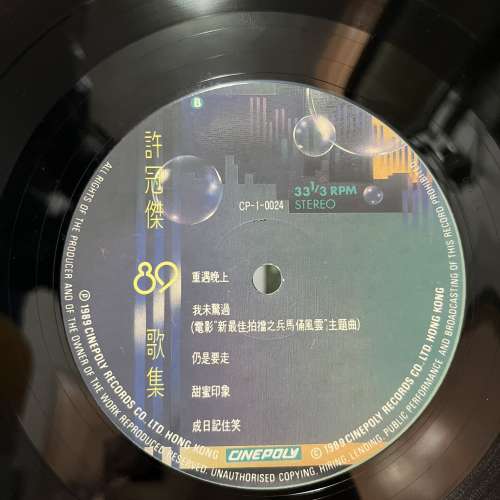 B
許冠傑
89
歌集
CP-1-0024
33 1/3 RPM
STEREO
重遇晚上
我未驚過
(電影"新最佳拍擋之兵馬俑風雲"主題曲)
仍是要走
甜蜜印象
成日記住笑
CINEPOLY
ALL RIGHTS OF THE PRODUCER AND OF THE OWNER OF THE WORK REPRODUCED RESERVED, UNAUTHORISED COPYING, HIRING, LENDING, PUBLIC PERFORMANCE AND BROADCASTING OF THIS RECORD PROHIBITED
℗ 1989 CINEPOLY RECORDS CO. LTD. HONG KONG
© 1989 CINEPOLY RECORDS CO. LTD. HONG KONG